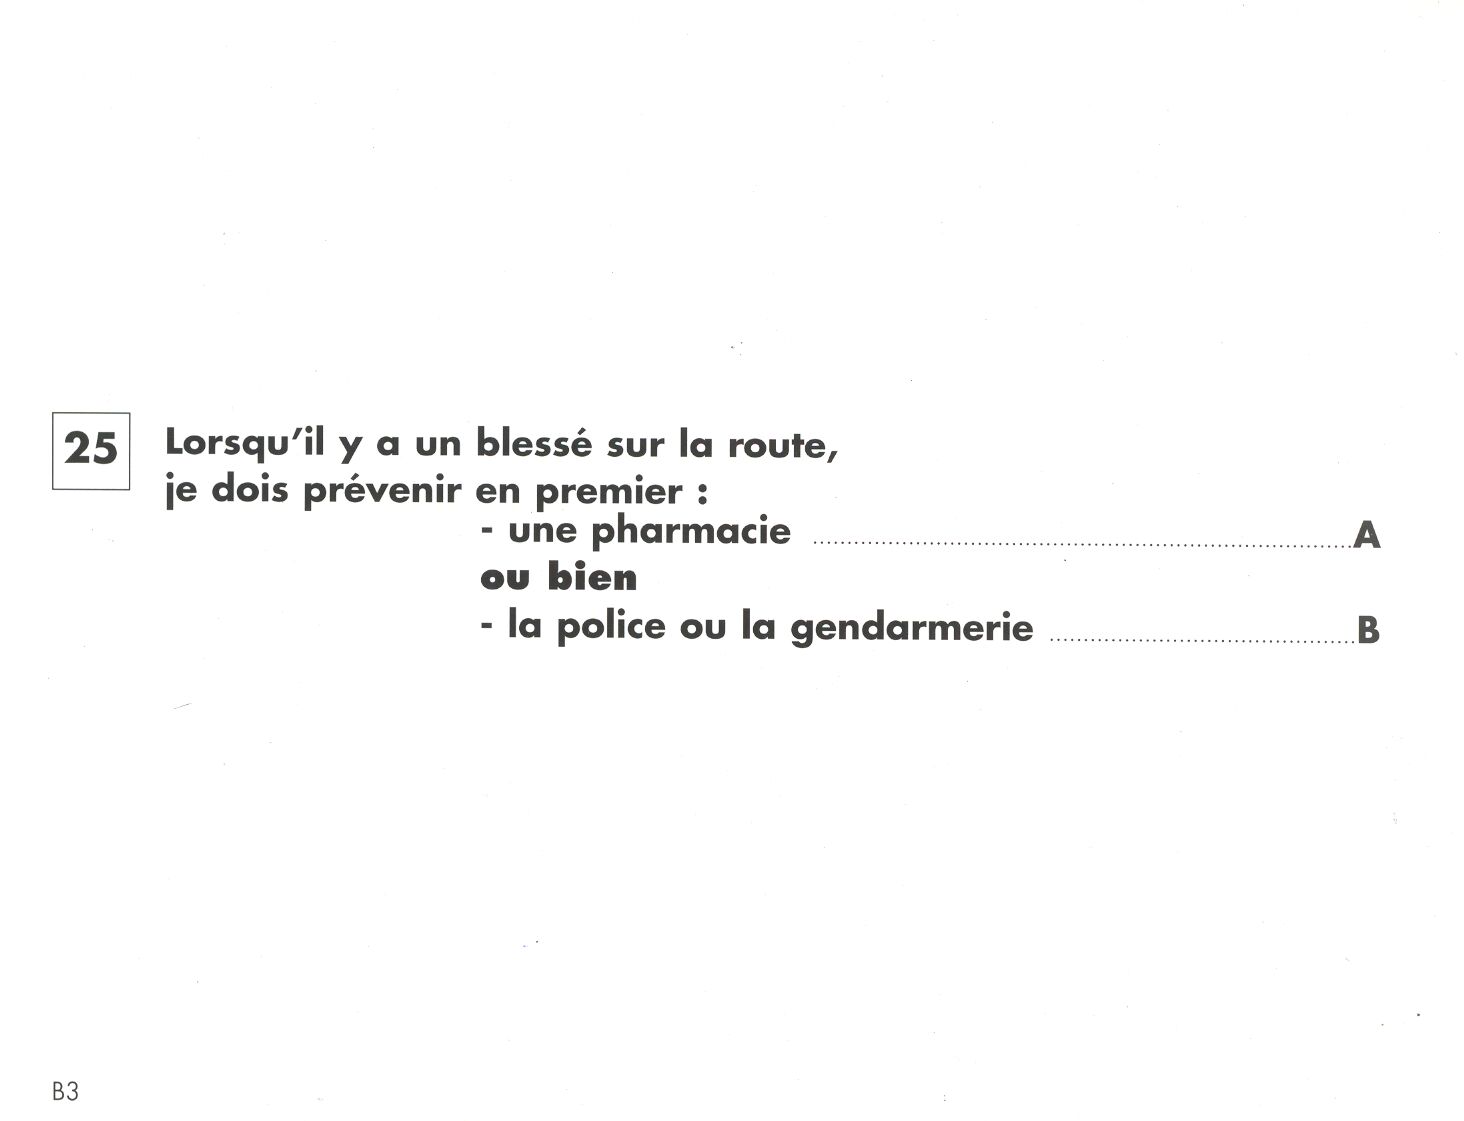 25 Lorsqu'il y a un blessé sur la route,
je dois prévenir en premier :
- une pharmacie ........................................ A
ou bien
- la police ou la gendarmerie ........................................ B
B3